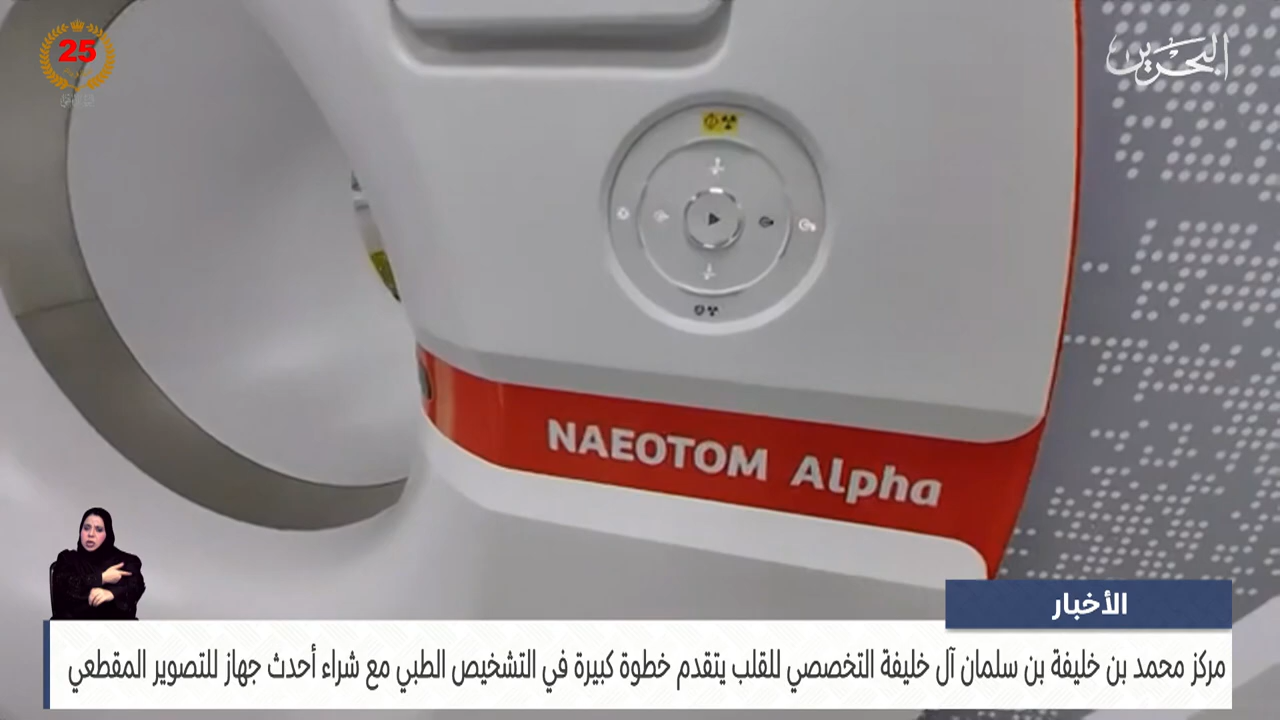 25
البحرين
NAEOTOM Alpha
الأخبار
مركز محمد بن خليفة بن سلمان آل خليفة التخصصي للقلب يتقدم خطوة كبيرة في التشخيص الطبي مع شراء أحدث جهاز للتصوير المقطعي